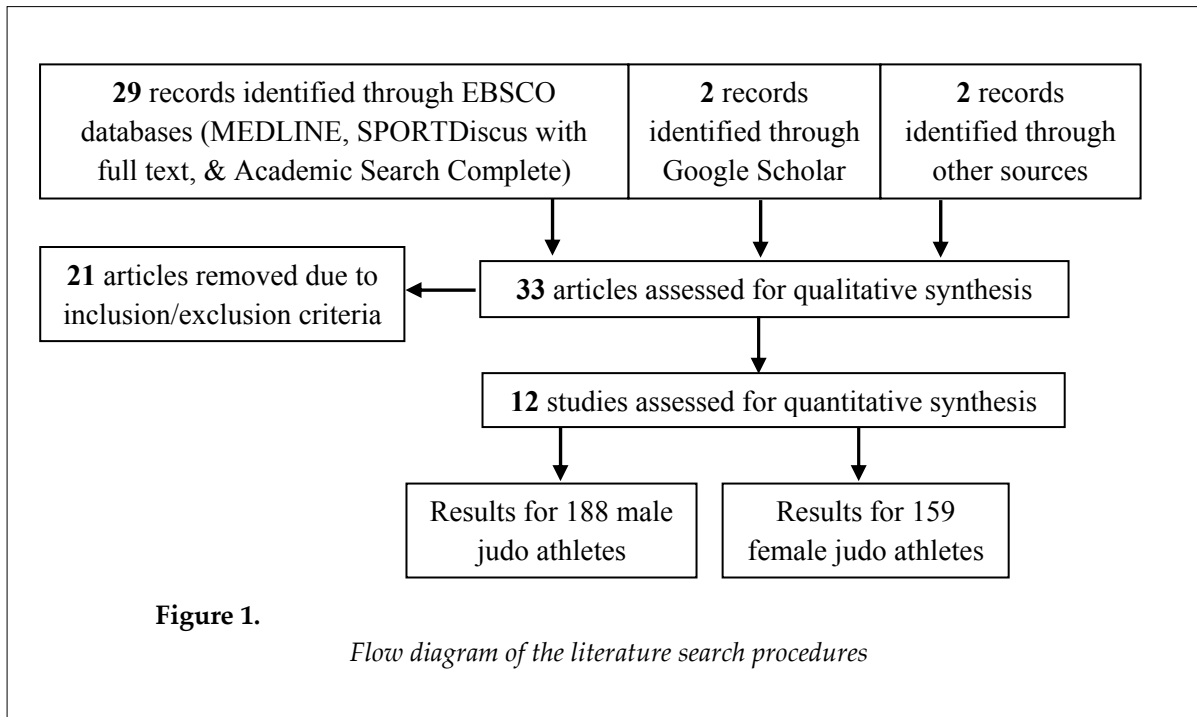 29 records identified through EBSCO
databases (MEDLINE, SPORTDiscus with
full text, & Academic Search Complete)
2 records
identified through
Google Scholar
2 records
identified through
other sources
21 articles removed due to
inclusion/exclusion criteria
33 articles assessed for qualitative synthesis
12 studies assessed for quantitative synthesis
Results for 188 male
judo athletes
Results for 159
female judo athletes
Figure 1.
Flow diagram of the literature search procedures